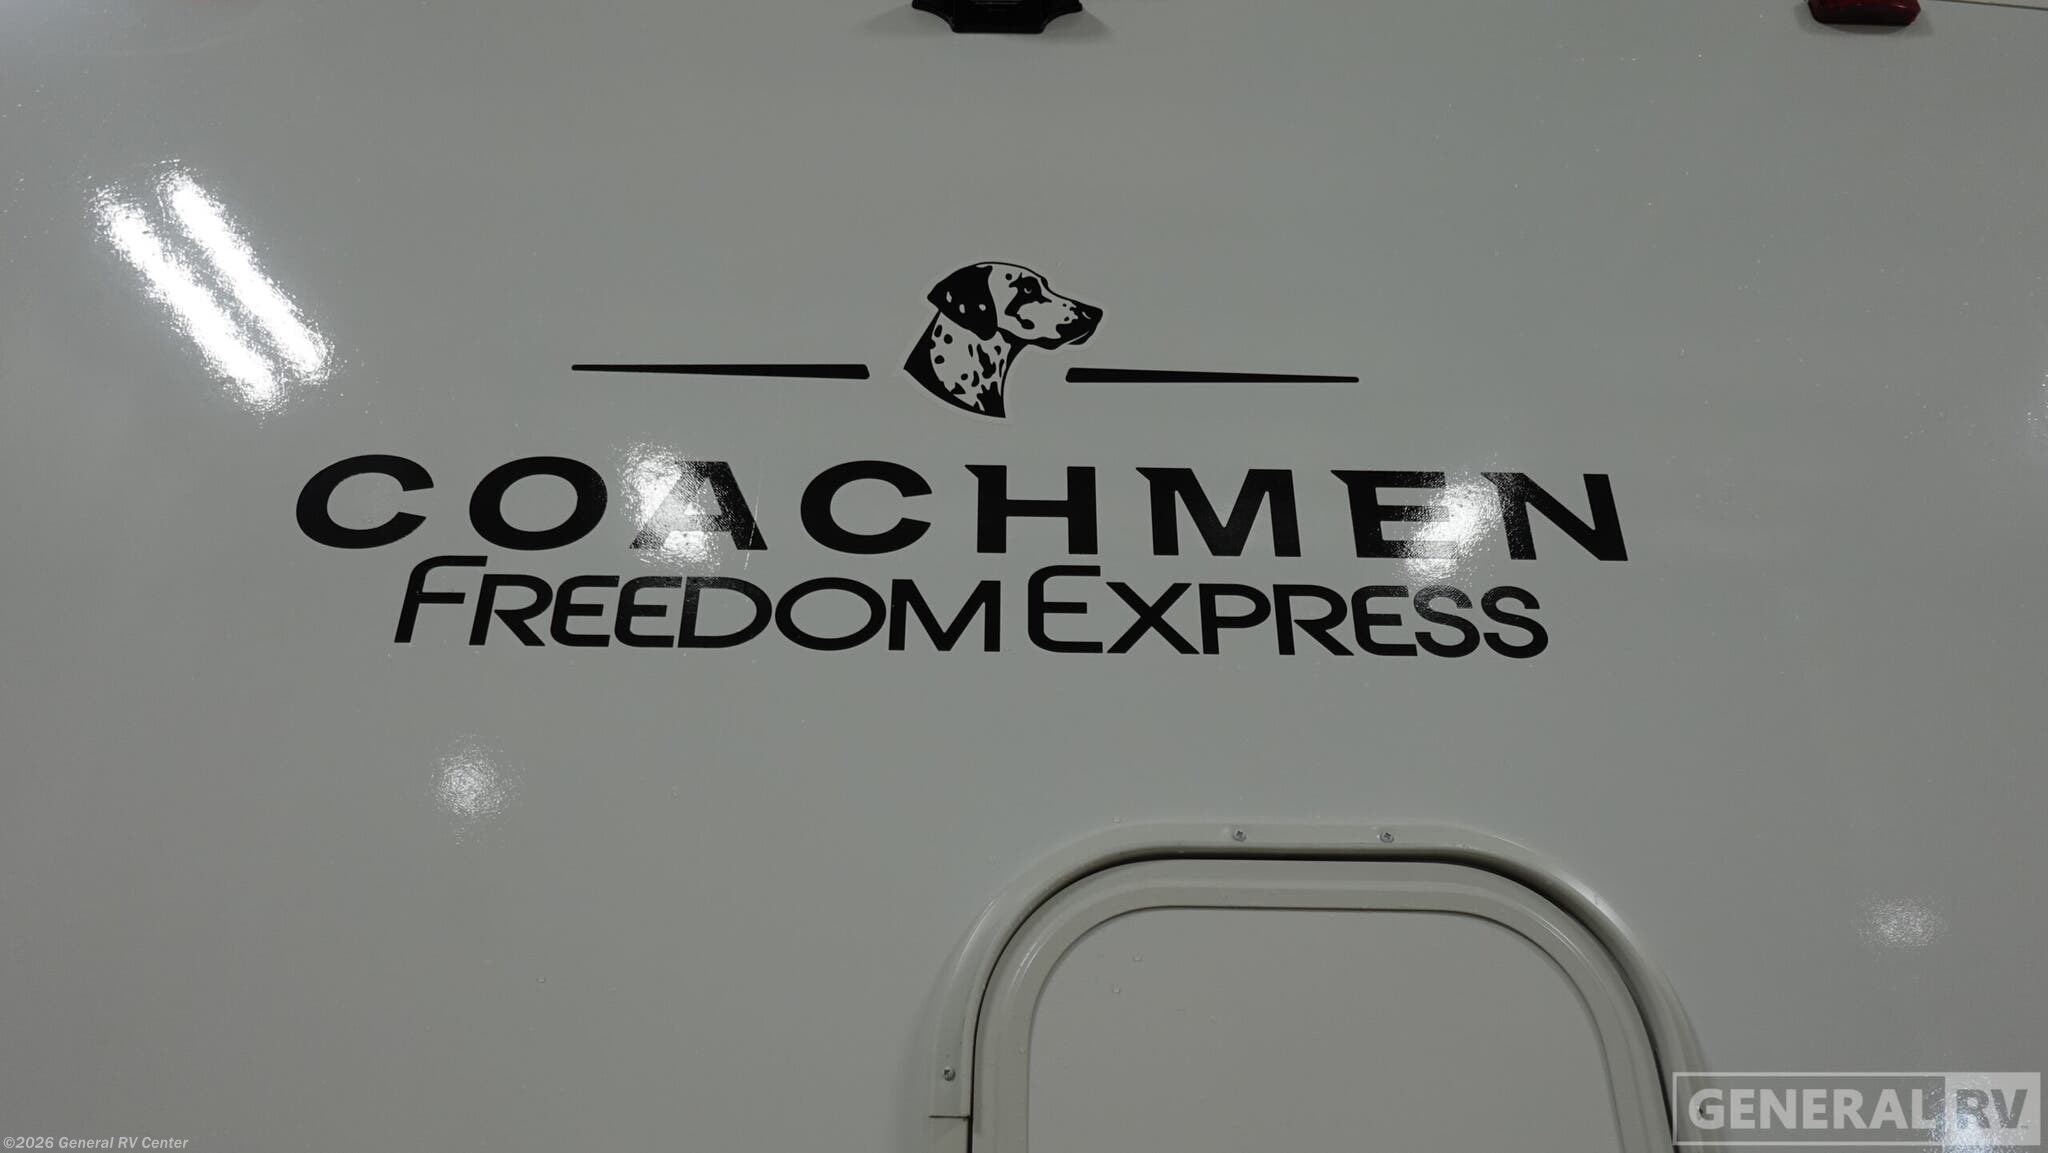 COACHMEN
FREEDOM EXPRESS
GENERAL RV
©2026 General RV Center